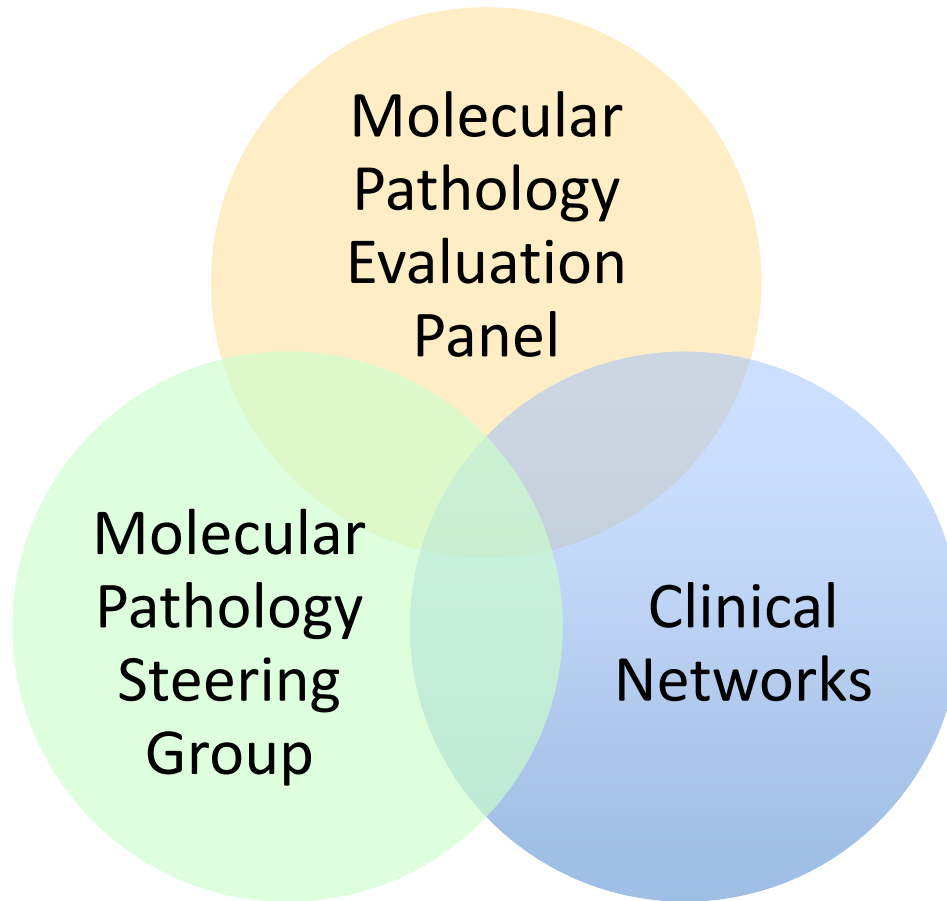 Molecular
Pathology
Evaluation
Panel
Molecular
Pathology
Steering
Group
Clinical
Networks